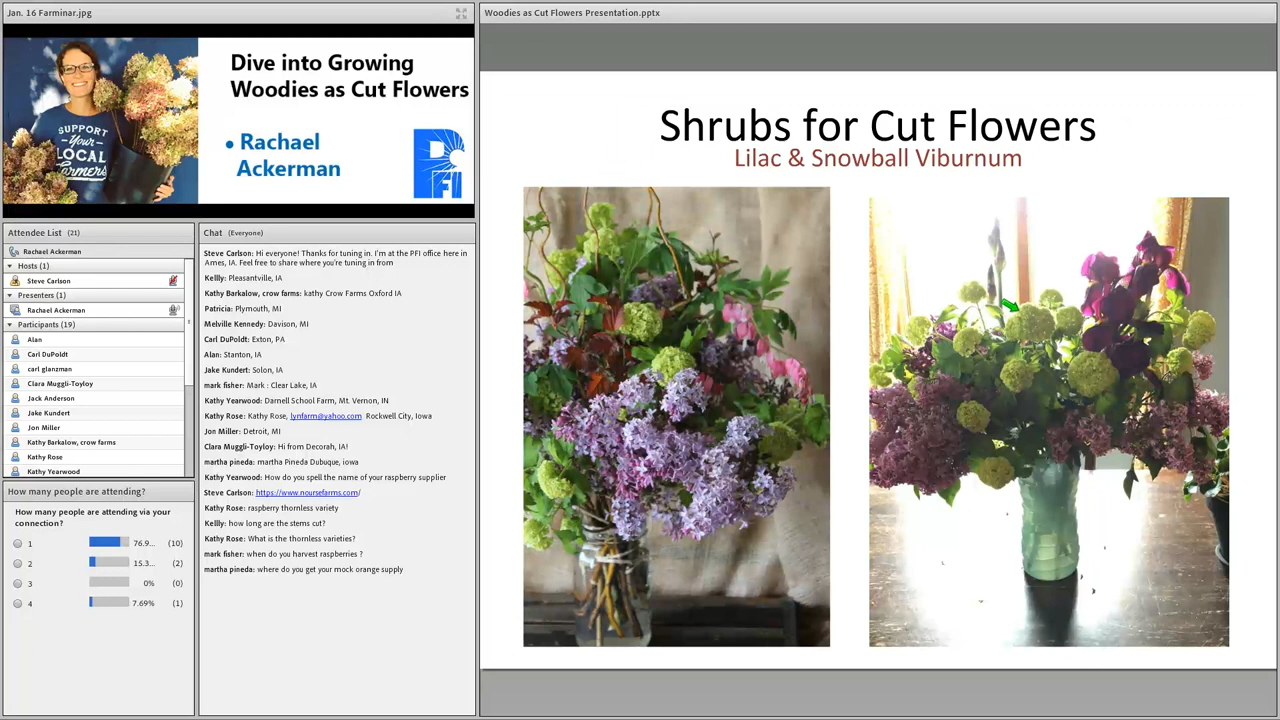 Jan. 16 Farminar.jpg
Dive into Growing
Woodies as Cut Flowers
• Rachael
Ackerman
SUPPORT
Your
LOCAL
Farmers
Attendee List (21)
Rachael Ackerman
Hosts (1)
Steve Carlson
Presenters (1)
Rachael Ackerman
Participants (19)
Alan
Carl DuPoldt
carl glanzman
Clara Muggli-Toyloy
Jack Anderson
Jake Kundert
Jon Miller
Kathy Barkalow, crow farms
Kathy Rose
Kathy Yearwood
How many people are attending?
How many people are attending via your
connection?
1 76.9... (10)
2 15.3... (2)
3 0% (0)
4 7.69% (1)
Chat (Everyone)
Steve Carlson: Hi everyone! Thanks for tuning in. I'm at the PFI office here in
Ames, IA. Feel free to share where you're tuning in from
Kellly: Pleasantville, IA
Kathy Barkalow, crow farms: kathy Crow Farms Oxford IA
Patricia: Plymouth, MI
Melville Kennedy: Davison, MI
Carl DuPoldt: Exton, PA
Alan: Stanton, IA
Jake Kundert: Solon, IA
mark fisher: Mark : Clear Lake, IA
Kathy Yearwood: Darnell School Farm, Mt. Vernon, IN
Kathy Rose: Kathy Rose, lynfarm@yahoo.com Rockwell City, Iowa
Jon Miller: Detroit, MI
Clara Muggli-Toyloy: Hi from Decorah, IA!
martha pineda: martha Pineda Dubuque, iowa
Kathy Yearwood: How do you spell the name of your raspberry supplier
Steve Carlson: https://www.noursefarms.com/
Kathy Rose: raspberry thornless variety
Kellly: how long are the stems cut?
Kathy Rose: What is the thornless varieties?
mark fisher: when do you harvest raspberries ?
martha pineda: where do you get your mock orange supply
Woodies as Cut Flowers Presentation.pptx
Shrubs for Cut Flowers
Lilac & Snowball Viburnum